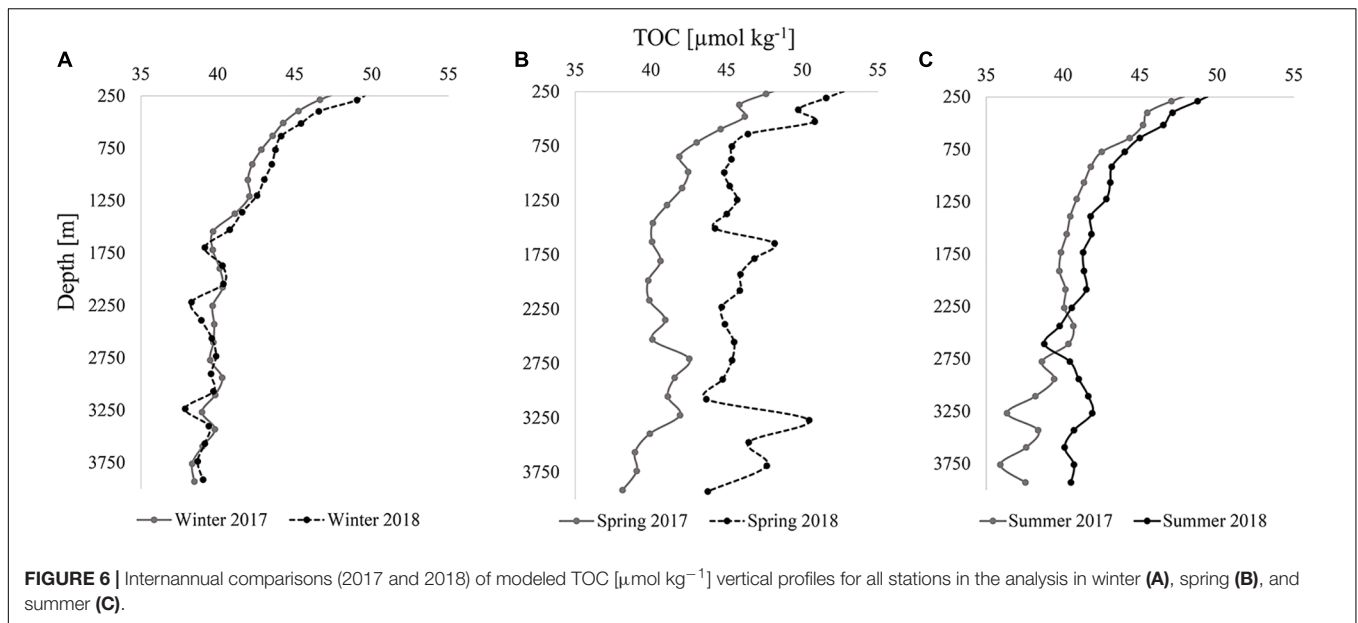 TOC [µmol kg-1]
A
35 40 45 50 55
250
750
1250
1750
2250
2750
3250
3750
Depth [m]
Winter 2017 Winter 2018
B
35 40 45 50 55
250
750
1250
1750
2250
2750
3250
3750
Spring 2017 Spring 2018
C
35 40 45 50 55
250
750
1250
1750
2250
2750
3250
3750
Summer 2017 Summer 2018
FIGURE 6 | Internannual comparisons (2017 and 2018) of modeled TOC [µmol kg−1] vertical profiles for all stations in the analysis in winter (A), spring (B), and
summer (C).